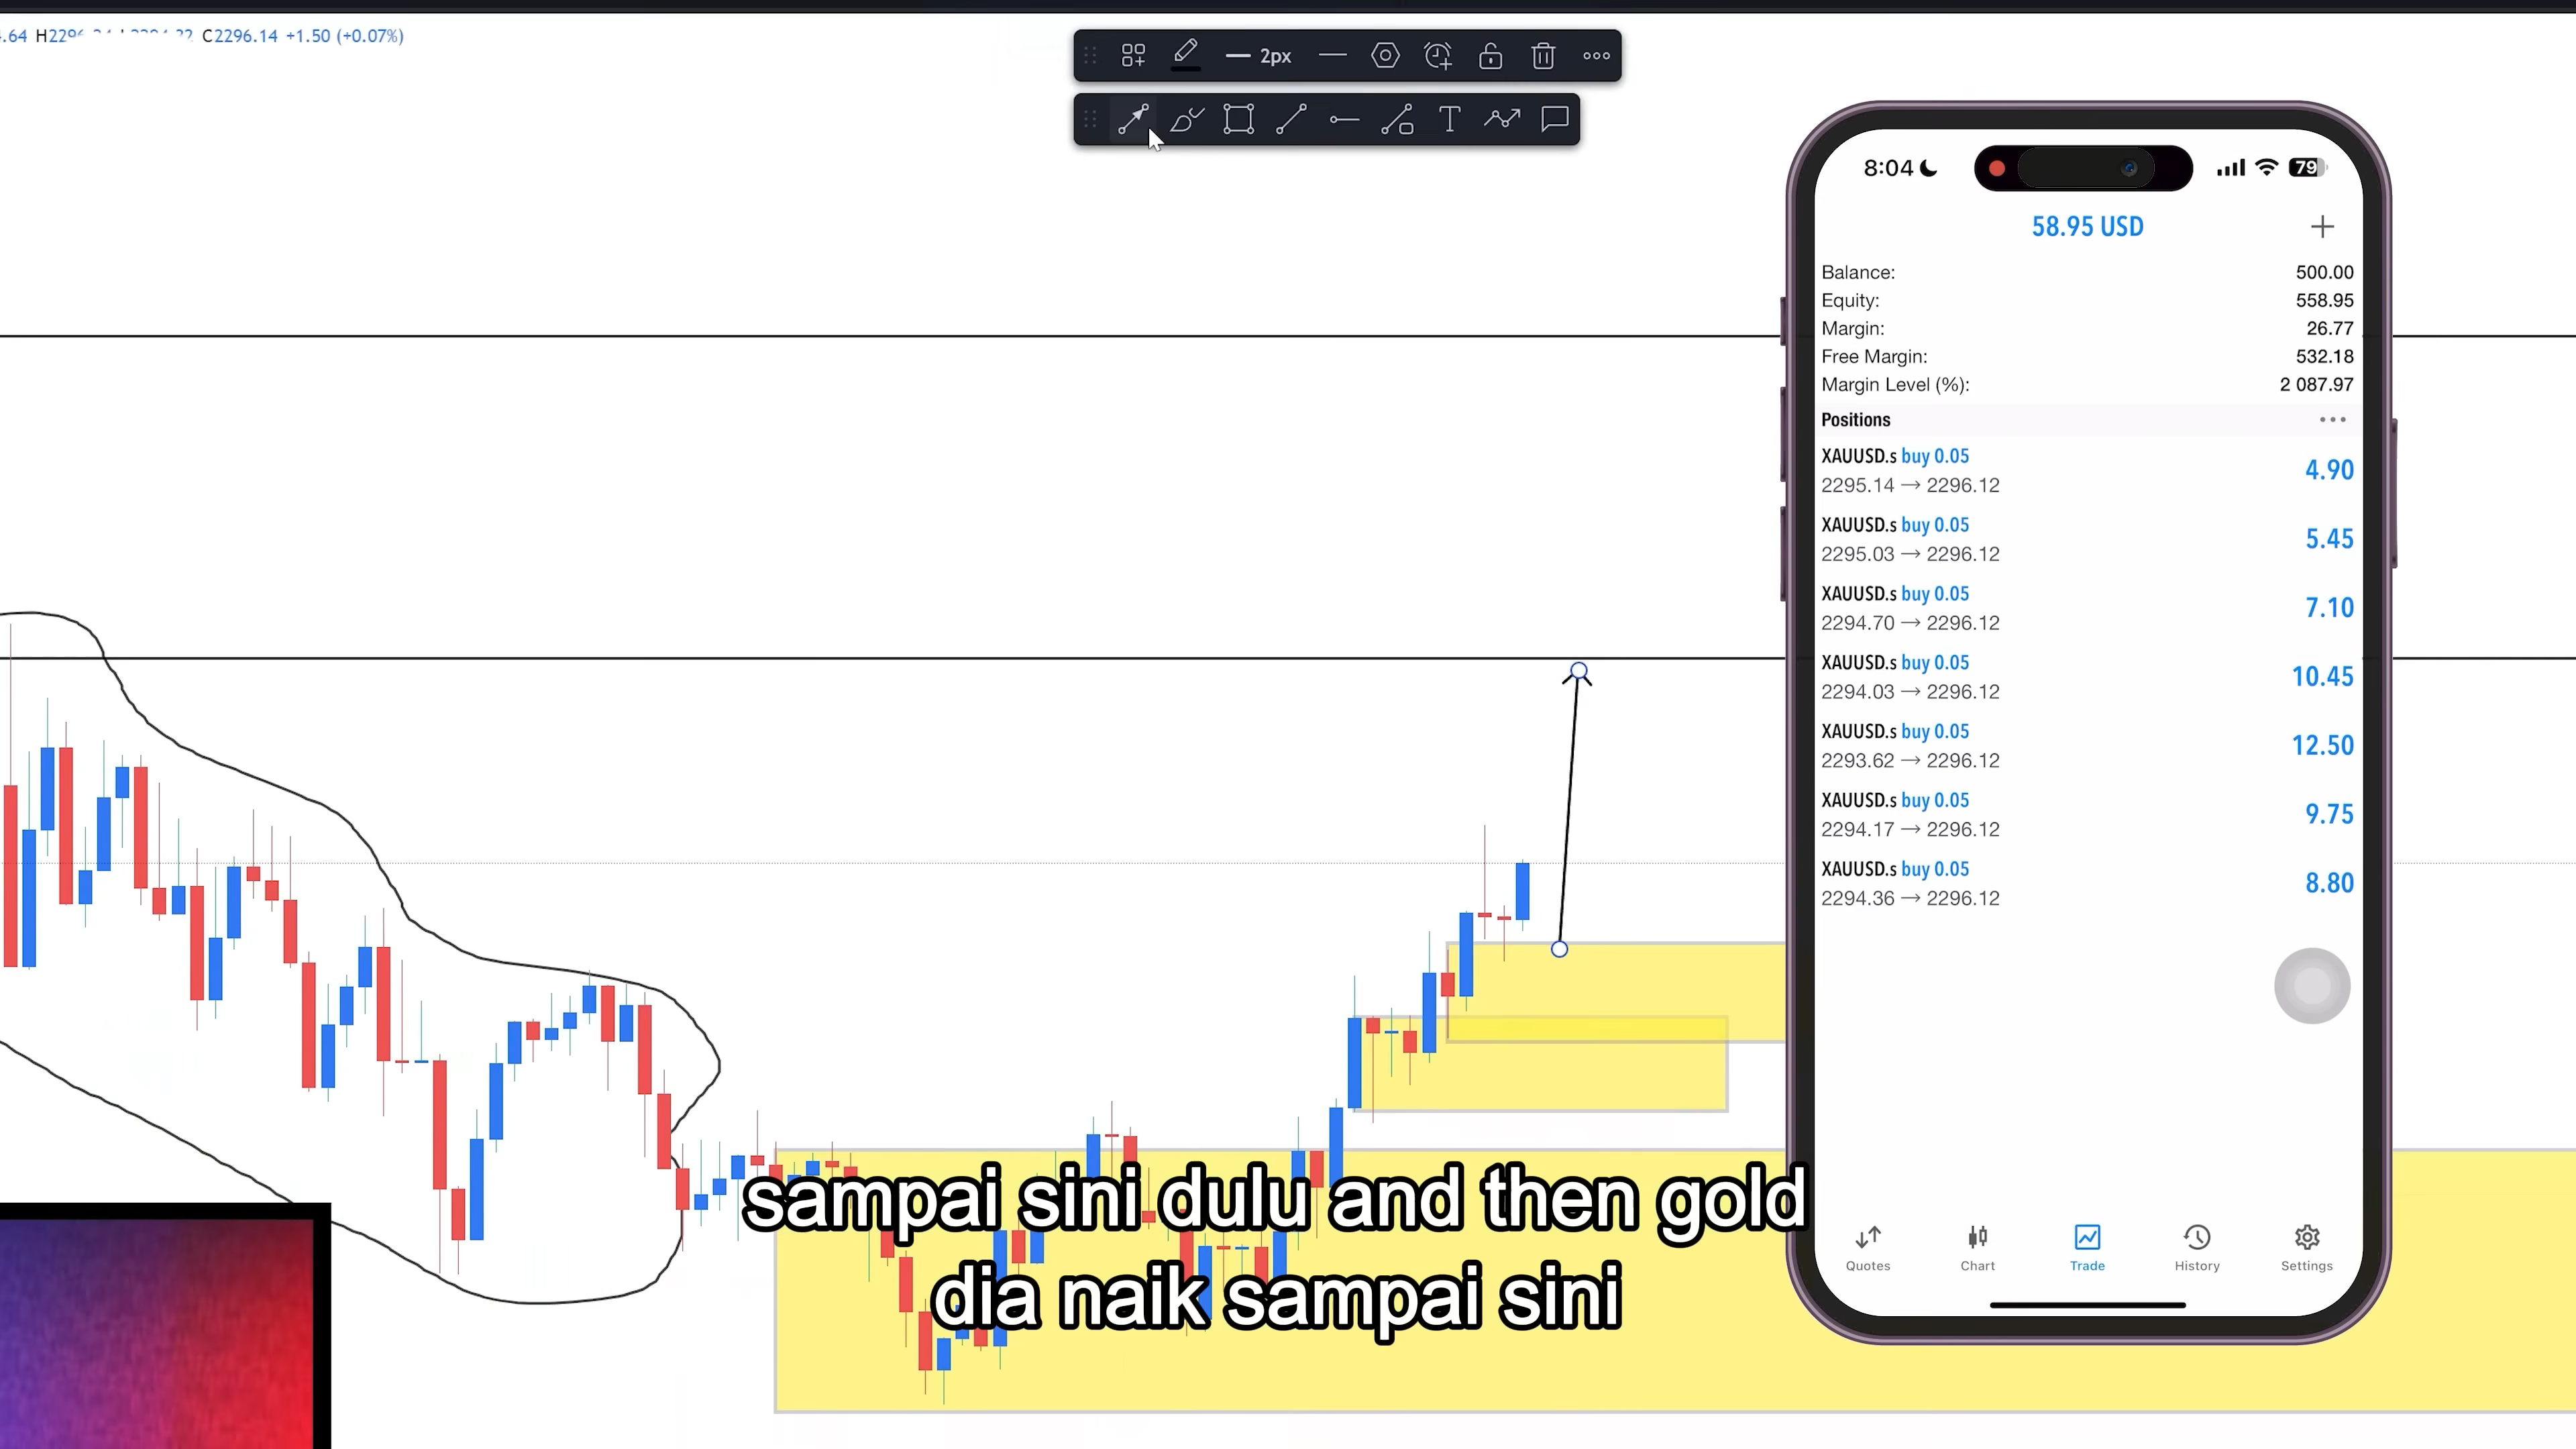 .64 C2296.14 +1.50 (+0.07%)
2px
T
8:04
79
58.95 USD
Balance: 500.00
Equity: 558.95
Margin: 26.77
Free Margin: 532.18
Margin Level (%): 2 087.97
Positions
XAUUSD.s buy 0.05 4.90
2295.14 → 2296.12
XAUUSD.s buy 0.05 5.45
2295.03 → 2296.12
XAUUSD.s buy 0.05 7.10
2294.70 → 2296.12
XAUUSD.s buy 0.05 10.45
2294.03 → 2296.12
XAUUSD.s buy 0.05 12.50
2293.62 → 2296.12
XAUUSD.s buy 0.05 9.75
2294.17 → 2296.12
XAUUSD.s buy 0.05 8.80
2294.36 → 2296.12
sampai sini dulu and then gold
dia naik sampai sini
Quotes Chart Trade History Settings